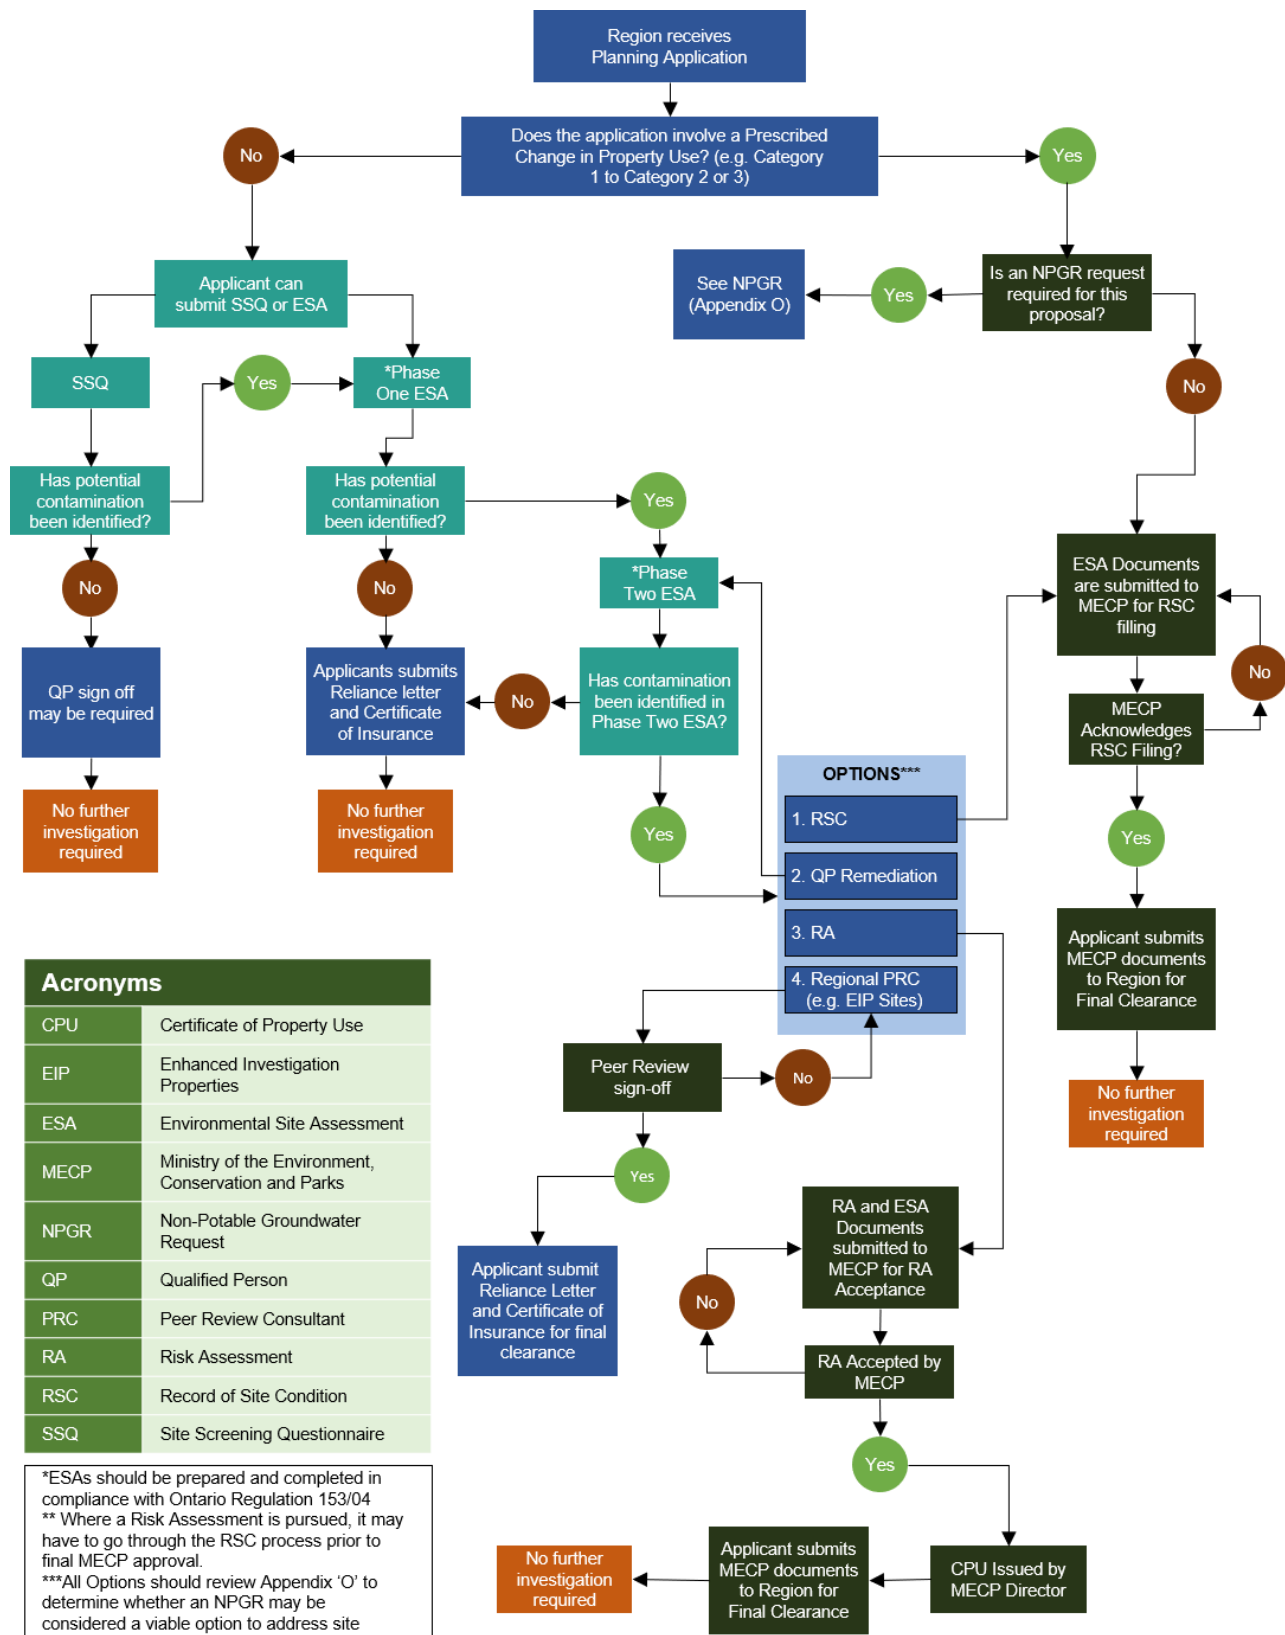 Region receives
Planning Application
Does the application involve a Prescribed
Change in Property Use? (e.g. Category
1 to Category 2 or 3)
No
Yes
Applicant can
submit SSQ or ESA
See NPGR
(Appendix O)
Yes
Is an NPGR request
required for this
proposal?
SSQ
Yes
*Phase
One ESA
No
Has potential
contamination
been identified?
Has potential
contamination
been identified?
Yes
No
No
*Phase
Two ESA
ESA Documents
are submitted to
MECP for RSC
filling
QP sign off
may be required
Applicants submits
Reliance letter
and Certificate
of Insurance
No
Has contamination
been identified in
Phase Two ESA?
No
MECP
Acknowledges
RSC Filing?
No further
investigation
required
No further
investigation
required
Yes
OPTIONS***
1. RSC
2. QP Remediation
3. RA
4. Regional PRC
(e.g. EIP Sites)
Yes
Applicant submits
MECP documents
to Region for
Final Clearance
Peer Review
sign-off
No
No further
investigation
required
Yes
Applicant submit
Reliance Letter
and Certificate of
Insurance for final
clearance
RA and ESA
Documents
submitted to
MECP for RA
Acceptance
No
RA Accepted by
MECP
Yes
CPU Issued by
MECP Director
Applicant submits
MECP documents
to Region for
Final Clearance
No further
investigation
required
Acronyms
CPU Certificate of Property Use
EIP Enhanced Investigation
Properties
ESA Environmental Site Assessment
MECP Ministry of the Environment,
Conservation and Parks
NPGR Non-Potable Groundwater
Request
QP Qualified Person
PRC Peer Review Consultant
RA Risk Assessment
RSC Record of Site Condition
SSQ Site Screening Questionnaire
*ESAs should be prepared and completed in
compliance with Ontario Regulation 153/04
** Where a Risk Assessment is pursued, it may
have to go through the RSC process prior to
final MECP approval.
***All Options should review Appendix ‘O’ to
determine whether an NPGR may be
considered a viable option to address site